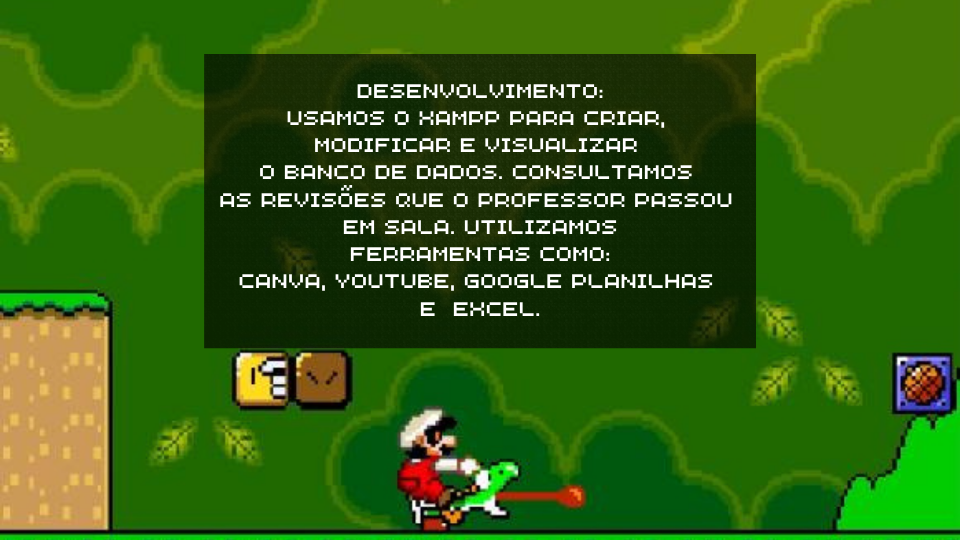 DESENVOLVIMENTO:
USAMOS O XAMPP PARA CRIAR,
MODIFICAR E VISUALIZAR
O BANCO DE DADOS. CONSULTAMOS
AS REVISÕES QUE O PROFESSOR PASSOU
EM SALA. UTILIZAMOS
FERRAMENTAS COMO:
CANVA, YOUTUBE, GOOGLE PLANILHAS
E EXCEL.